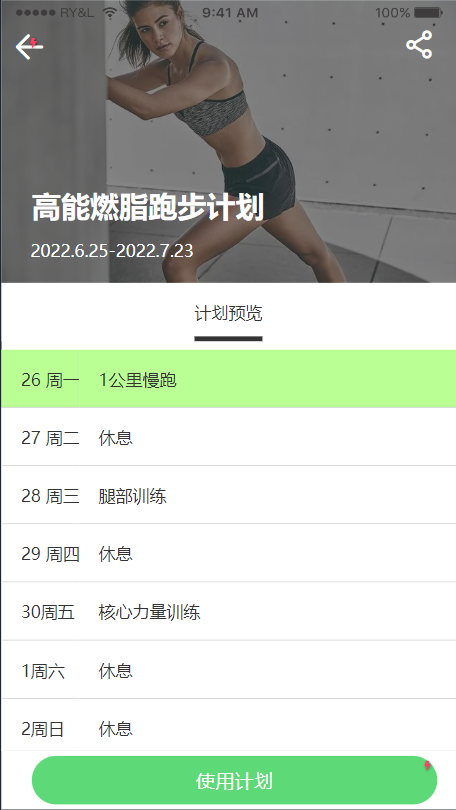 RY&L 9:41 AM 100%
高能燃脂跑步计划
2022.6.25-2022.7.23
计划预览
26 周一 1公里慢跑
27 周二 休息
28 周三 腿部训练
29 周四 休息
30周五 核心力量训练
1周六 休息
2周日 休息
使用计划